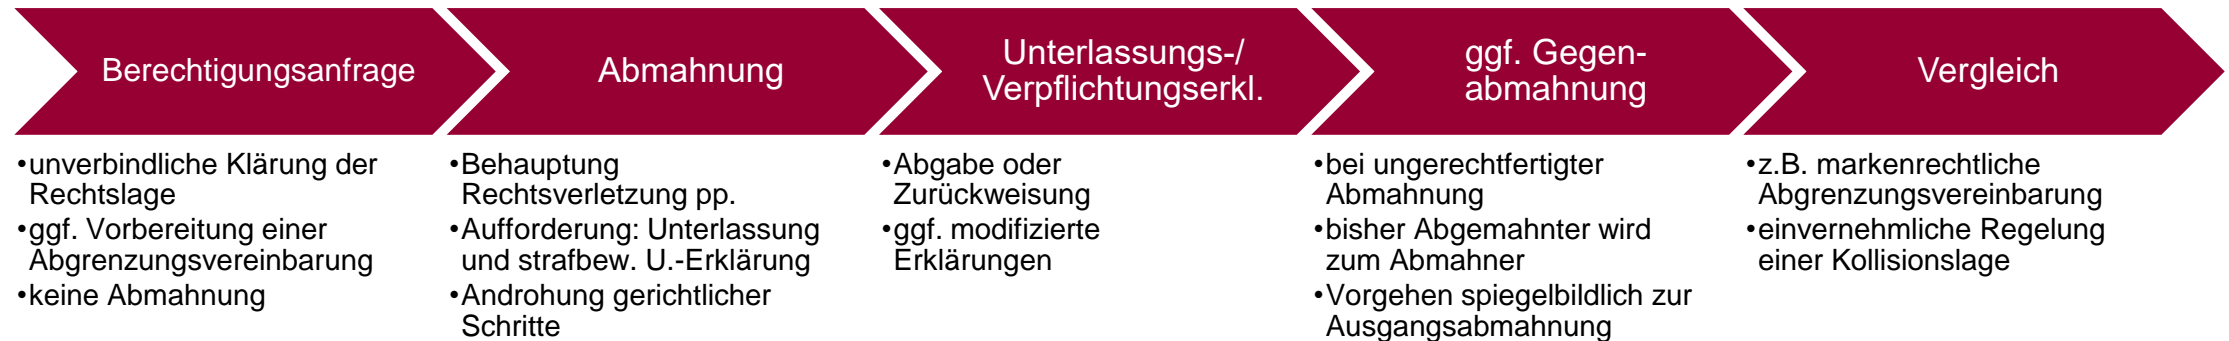 Berechtigungsanfrage
•unverbindliche Klärung der
Rechtslage
•ggf. Vorbereitung einer
Abgrenzungsvereinbarung
•keine Abmahnung
Abmahnung
•Behauptung
Rechtsverletzung pp.
•Aufforderung: Unterlassung
und strafbew. U.-Erklärung
•Androhung gerichtlicher
Schritte
Unterlassungs-/
Verpflichtungserkl.
•Abgabe oder
Zurückweisung
•ggf. modifizierte
Erklärungen
ggf. Gegen-
abmahnung
•bei ungerechtfertigter
Abmahnung
•bisher Abgemahnter wird
zum Abmahner
•Vorgehen spiegelbildlich zur
Ausgangsabmahnung
Vergleich
•z.B. markenrechtliche
Abgrenzungsvereinbarung
•einvernehmliche Regelung
einer Kollisionslage